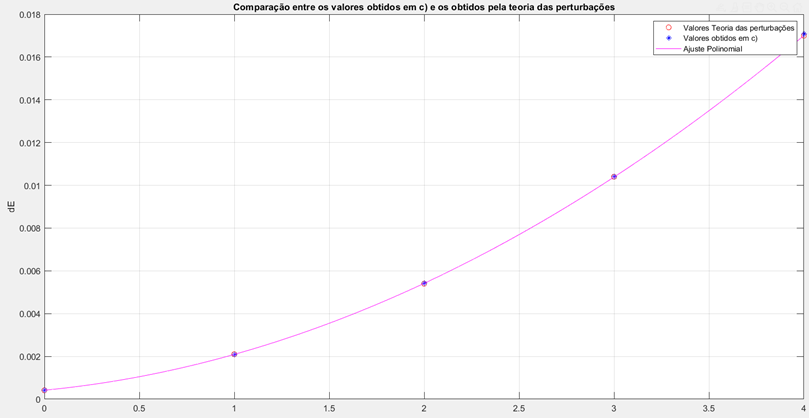 Comparação entre os valores obtidos em c) e os obtidos pela teoria das perturbações
0.018
0.016
0.014
0.012
0.01
0.008
0.006
0.004
0.002
0
dE
Valores Teoria das perturbações
Valores obtidos em c)
Ajuste Polinomial
0 0.5 1 1.5 2 2.5 3 3.5 4